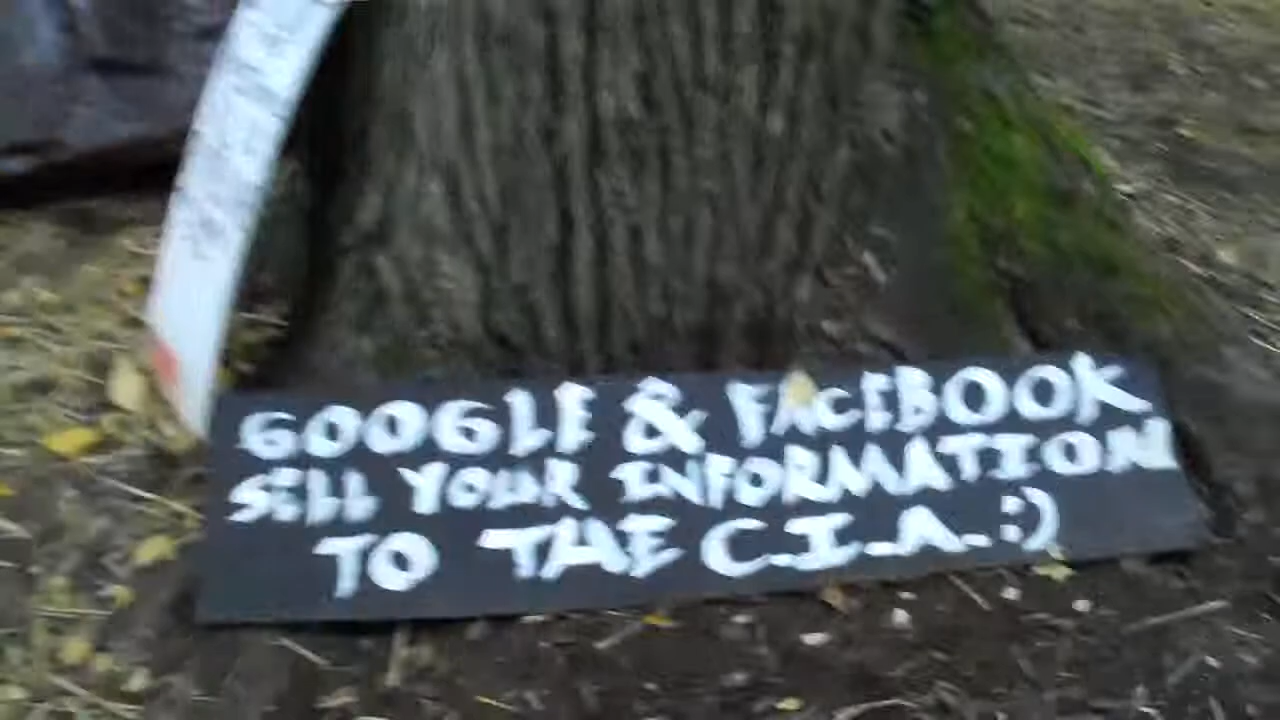 GOOGLE & FACEBOOK
SELL YOUR INFORMATION
TO THE C.I.A. :)